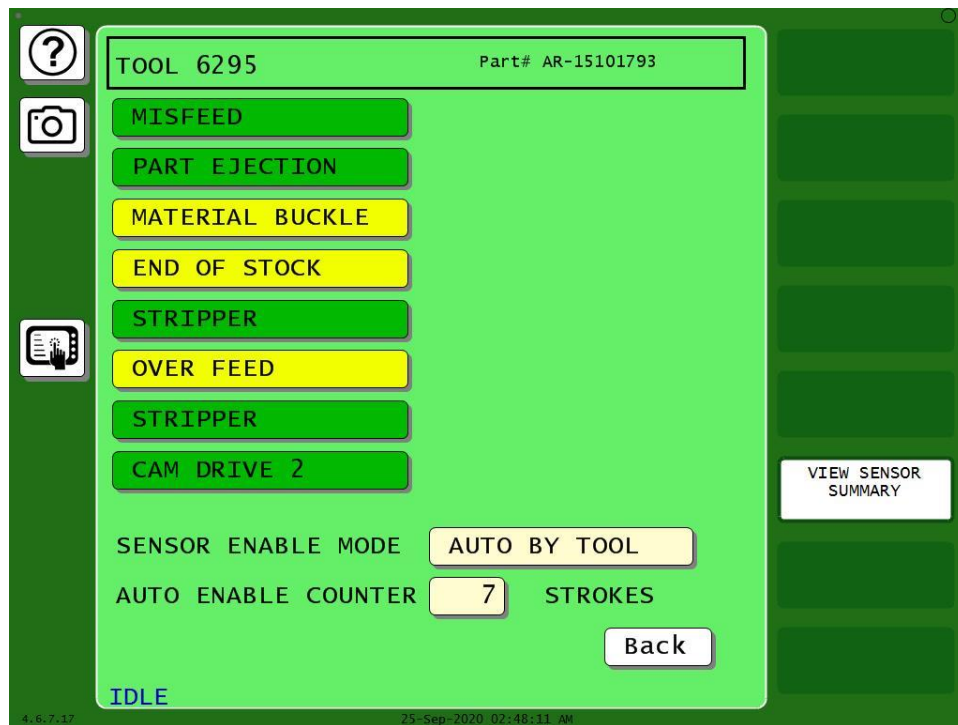 ?
TOOL 6295 Part# AR-15101793
MISFEED
PART EJECTION
MATERIAL BUCKLE
END OF STOCK
STRIPPER
OVER FEED
STRIPPER
CAM DRIVE 2
VIEW SENSOR
SUMMARY
SENSOR ENABLE MODE AUTO BY TOOL
AUTO ENABLE COUNTER 7 STROKES
Back
IDLE
4.6.7.17 25-Sep-2020 02:48:11 AM